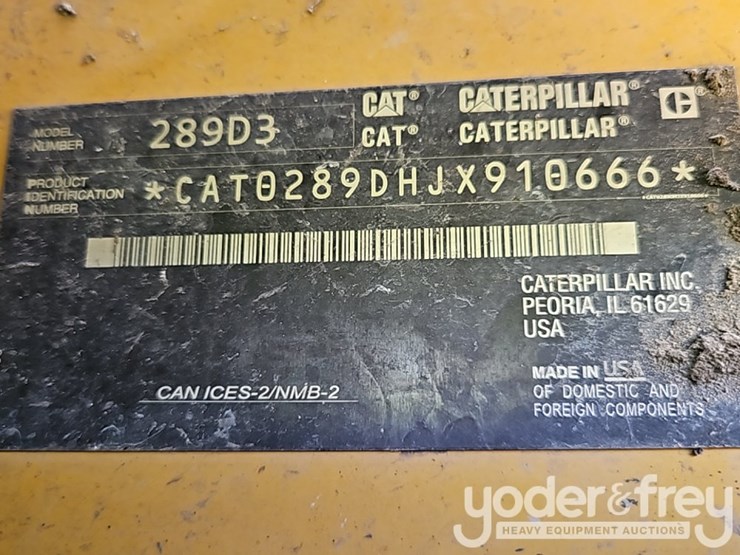 MODEL NUMBER 289D3 CAT® CATERPILLAR® C
CAT® CATERPILLAR®
PRODUCT IDENTIFICATION NUMBER *CAT0289DHJX910666*
CATERPILLAR INC.
PEORIA, IL 61629
USA
MADE IN USA
OF DOMESTIC AND
FOREIGN COMPONENTS
CAN ICES-2/NMB-2
yoder&frey
HEAVY EQUIPMENT AUCTIONS